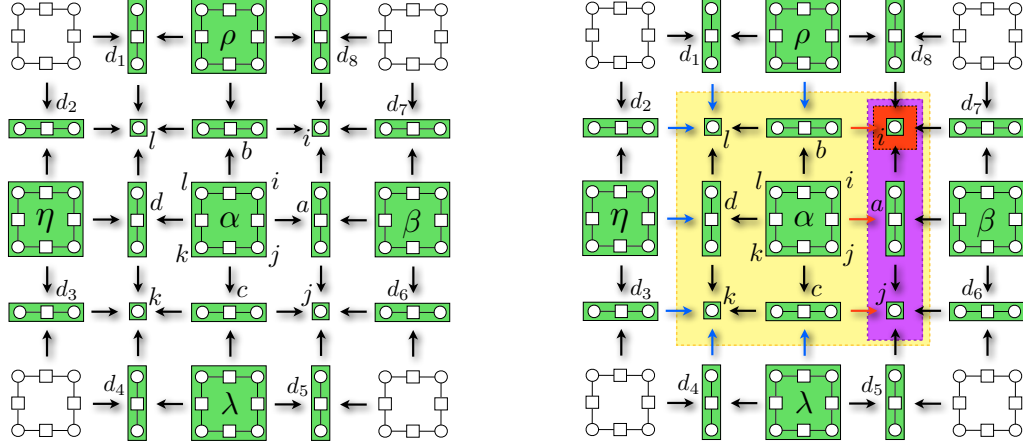 ρ
d1 d8
d2 d7
l b i
l i
η d α a β
k j
d3 k c j d6
d4 λ d5
ρ
d1 d8
d2 d7
l b i
l i
η d α a β
k j
d3 k c j d6
d4 λ d5